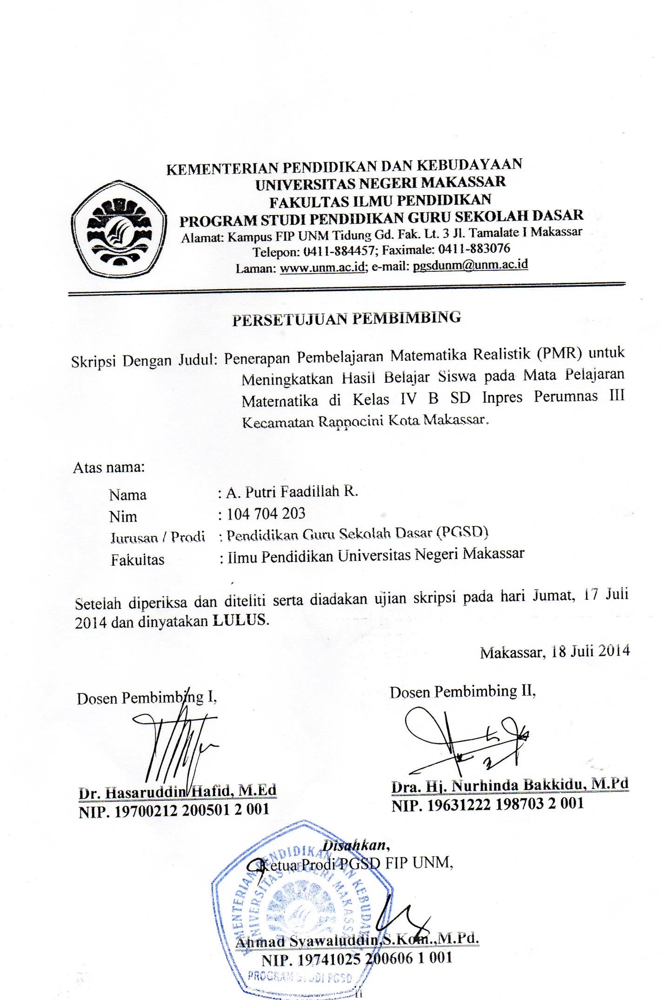 KEMENTERIAN PENDIDIKAN DAN KEBUDAYAAN
UNIVERSITAS NEGERI MAKASSAR
FAKULTAS ILMU PENDIDIKAN
PROGRAM STUDI PENDIDIKAN GURU SEKOLAH DASAR
Alamat: Kampus FIP UNM Tidung Gd. Fak. Lt. 3 Jl. Tamalate I Makassar
Telepon: 0411-884457; Faximale: 0411-883076
Laman: www.unm.ac.id; e-mail: pgsdunm@unm.ac.id
PERSETUJUAN PEMBIMBING
Skripsi Dengan Judul: Penerapan Pembelajaran Matematika Realistik (PMR) untuk
Meningkatkan Hasil Belajar Siswa pada Mata Pelajaran
Matematika di Kelas IV B SD Inpres Perumnas III
Kecamatan Rappocini Kota Makassar.
Atas nama:
Nama : A. Putri Faadillah R.
Nim : 104 704 203
Jurusan / Prodi : Pendidikan Guru Sekolah Dasar (PGSD)
Fakultas : Ilmu Pendidikan Universitas Negeri Makassar
Setelah diperiksa dan diteliti serta diadakan ujian skripsi pada hari Jumat, 17 Juli
2014 dan dinyatakan LULUS.
Makassar, 18 Juli 2014
Dosen Pembimbing I,
Dosen Pembimbing II,
Dr. Hasaruddin Hafid, M.Ed
NIP. 19700212 200501 2 001
Dra. Hj. Nurhinda Bakkidu, M.Pd
NIP. 19631222 198703 2 001
Disahkan,
Ketua Prodi PGSD FIP UNM,
KEMENTERIAN PENDIDIKAN DAN KEBUDAYAAN
UNIVERSITAS NEGERI MAKASSAR
Ahmad Syawaluddin,S.Kom.,M.Pd.
NIP. 19741025 200606 1 001
PROGRAM STUDI PGSD
ii